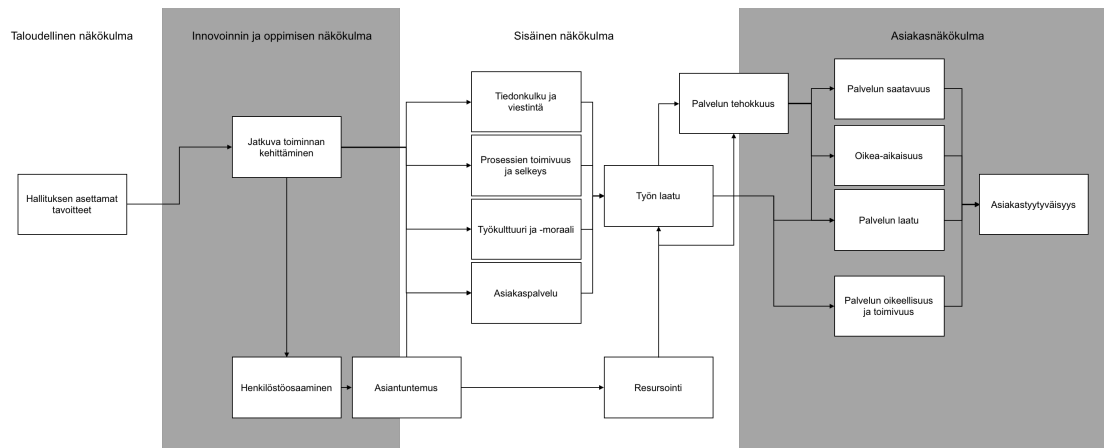 Taloudellinen näkökulma
Innovoinnin ja oppimisen näkökulma
Sisäinen näkökulma
Asiakasnäkökulma
Hallituksen asettamat
tavoitteet
Jatkuva toiminnan
kehittäminen
Henkilöstöosaaminen
Asiantuntemus
Tiedonkulku ja
viestintä
Prosessien toimivuus
ja selkeys
Työkulttuuri ja -moraali
Asiakaspalvelu
Työn laatu
Resursointi
Palvelun tehokkuus
Palvelun saatavuus
Oikea-aikaisuus
Palvelun laatu
Palvelun oikeellisuus
ja toimivuus
Asiakastyytyväisyys